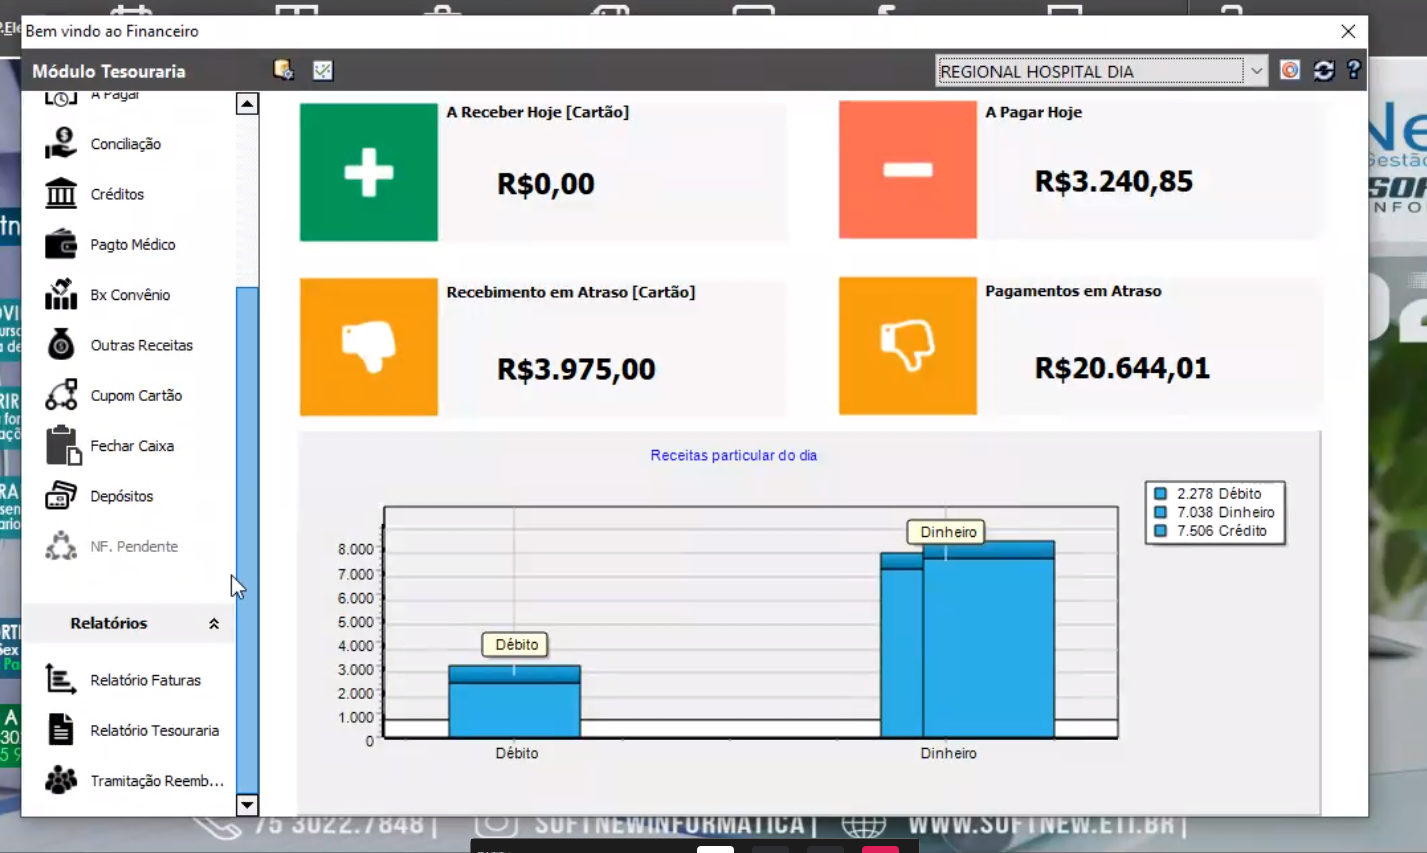 Bem vindo ao Financeiro
Módulo Tesouraria
REGIONAL HOSPITAL DIA
A Pagar
Conciliação
Créditos
Pagto Médico
Bx Convênio
Outras Receitas
Cupom Cartão
Fechar Caixa
Depósitos
NF. Pendente
Relatórios
Relatório Faturas
Relatório Tesouraria
Tramitação Reemb...
A Receber Hoje [Cartão]
R$0,00
A Pagar Hoje
R$3.240,85
Recebimento em Atraso [Cartão]
R$3.975,00
Pagamentos em Atraso
R$20.644,01
Receitas particular do dia
2.278 Débito
7.038 Dinheiro
7.506 Crédito
8.000
7.000
6.000
5.000
4.000
3.000
2.000
1.000
0
Débito
Dinheiro
Débito
Dinheiro
75 3022.7848 |
SOFTNEWINFORMATICA |
WWW.SOFTNEW.ETI.BR |